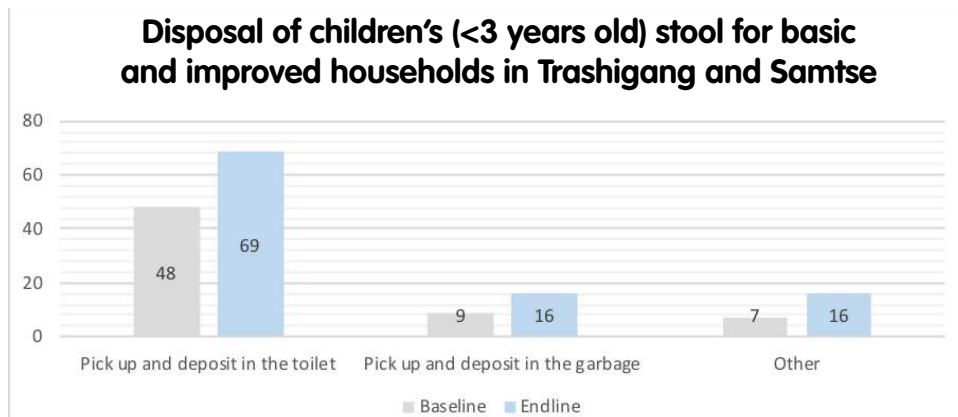 Disposal of children’s (<3 years old) stool for basic
and improved households in Trashigang and Samtse
80
60
40
20
0
48
69
9
16
7
16
Pick up and deposit in the toilet
Pick up and deposit in the garbage
Other
Baseline
Endline